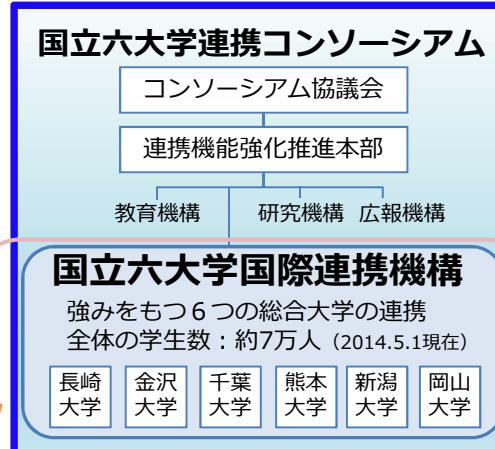 国立六大学連携コンソーシアム
コンソーシアム協議会
連携機能強化推進本部
教育機構 研究機構 広報機構
国立六大学国際連携機構
強みをもつ６つの総合大学の連携
全体の学生数：約7万人（2014.5.1現在）
長崎大学
金沢大学
千葉大学
熊本大学
新潟大学
岡山大学